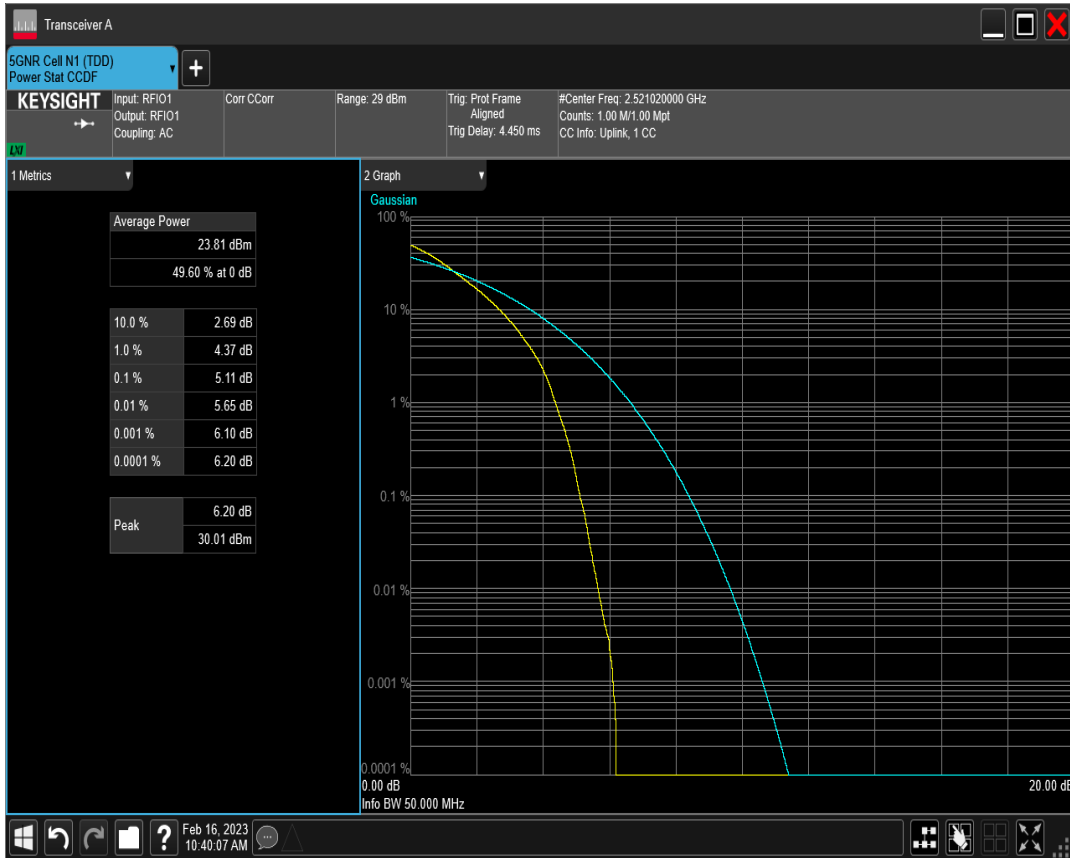 Transceiver A
5GNR Cell N1 (TDD)
Power Stat CCDF
+
KEYSIGHT
LXI
Input: RFIO1
Output: RFIO1
Coupling: AC
Corr CCorr
Range: 29 dBm
Trig: Prot Frame
Aligned
Trig Delay: 4.450 ms
#Center Freq: 2.521020000 GHz
Counts: 1.00 M/1.00 Mpt
CC Info: Uplink, 1 CC
1 Metrics
Average Power
23.81 dBm
49.60 % at 0 dB
10.0 % 2.69 dB
1.0 % 4.37 dB
0.1 % 5.11 dB
0.01 % 5.65 dB
0.001 % 6.10 dB
0.0001 % 6.20 dB
Peak 6.20 dB
30.01 dBm
2 Graph
Gaussian
100 %
10 %
1 %
0.1 %
0.01 %
0.001 %
0.0001 %
0.00 dB 20.00 dB
Info BW 50.000 MHz
? Feb 16, 2023
10:40:07 AM